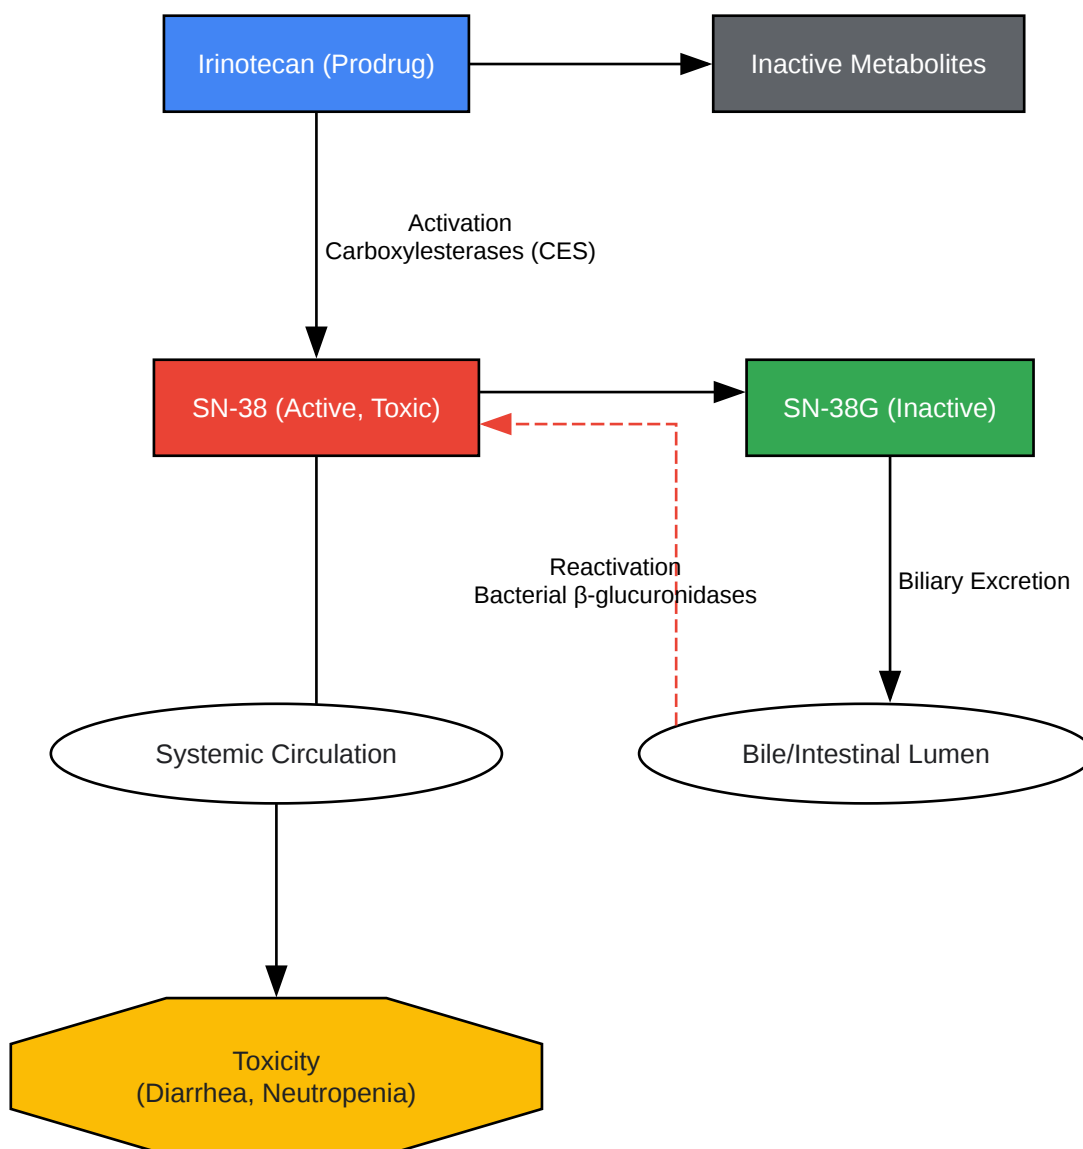 Irinotecan (Prodrug)
Inactive Metabolites
Activation
Carboxylesterases (CES)
SN-38 (Active, Toxic)
SN-38G (Inactive)
Reactivation
Bacterial β-glucuronidases
Biliary Excretion
Systemic Circulation
Bile/Intestinal Lumen
Toxicity
(Diarrhea, Neutropenia)